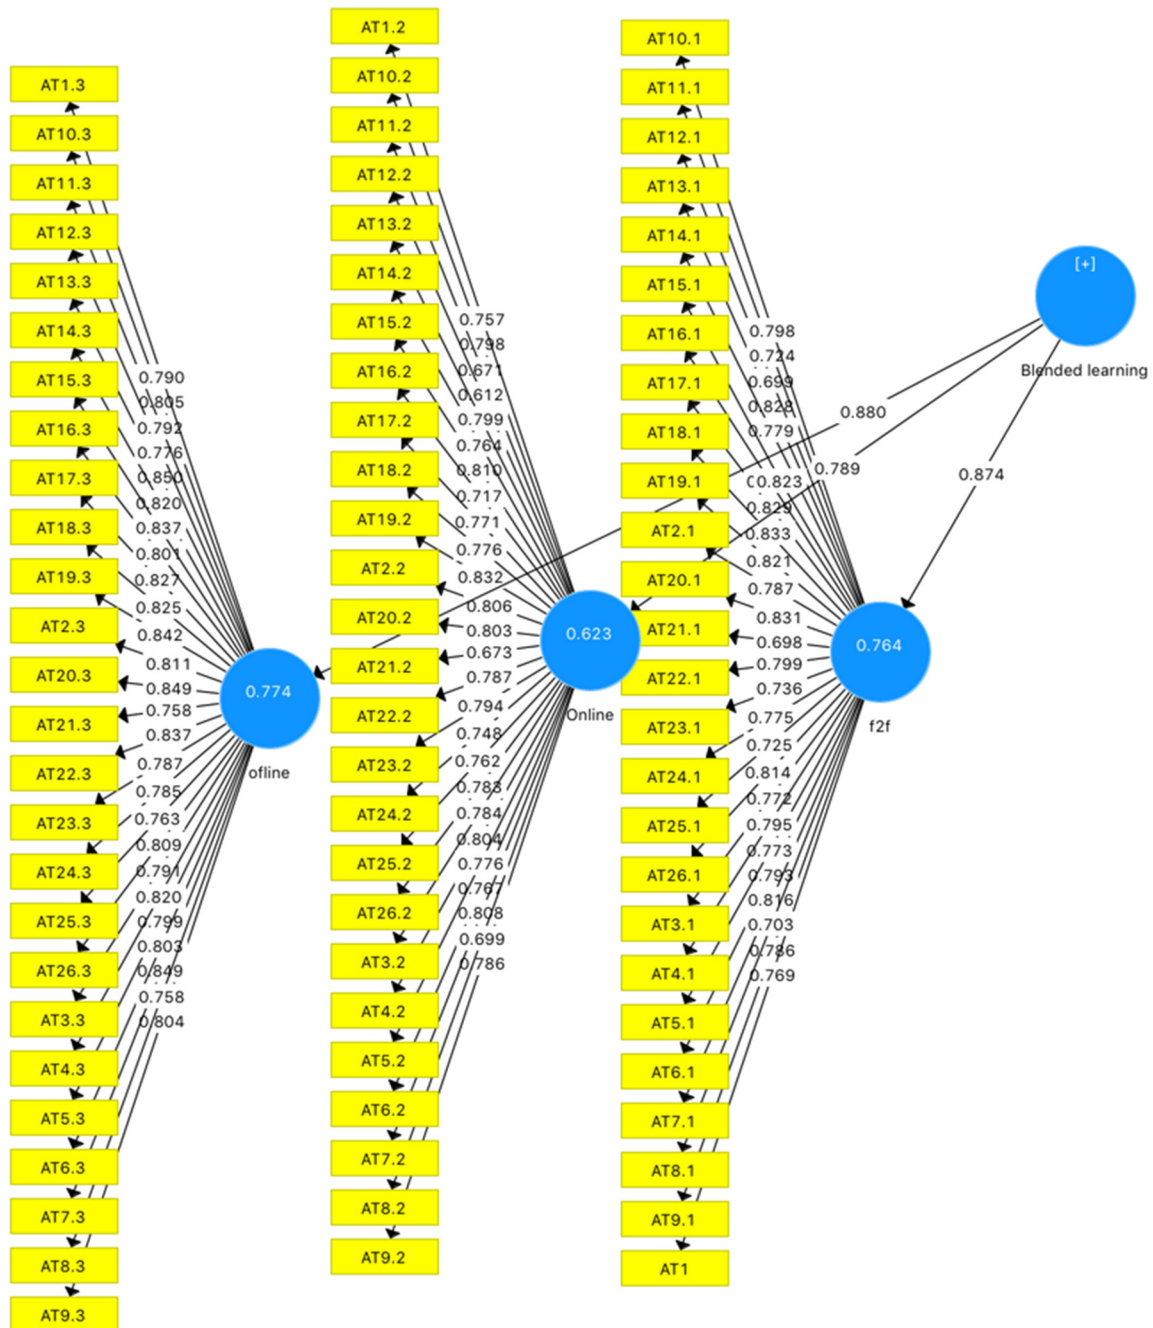 AT1.3
AT10.3
AT11.3
AT12.3
AT13.3
AT14.3
AT15.3
AT16.3
AT17.3
AT18.3
AT19.3
AT2.3
AT20.3
AT21.3
AT22.3
AT23.3
AT24.3
AT25.3
AT26.3
AT3.3
AT4.3
AT5.3
AT6.3
AT7.3
AT8.3
AT9.3
0.790
0.805
0.792
0.776
0.850
0.820
0.837
0.801
0.827
0.825
0.842
0.811
0.849
0.758
0.837
0.787
0.785
0.763
0.809
0.791
0.820
0.799
0.803
0.849
0.758
0.804
0.774
ofline
AT1.2
AT10.2
AT11.2
AT12.2
AT13.2
AT14.2
AT15.2
AT16.2
AT17.2
AT18.2
AT19.2
AT2.2
AT20.2
AT21.2
AT22.2
AT23.2
AT24.2
AT25.2
AT26.2
AT3.2
AT4.2
AT5.2
AT6.2
AT7.2
AT8.2
AT9.2
0.757
0.798
0.671
0.612
0.799
0.764
0.810
0.717
0.771
0.776
0.832
0.806
0.803
0.673
0.787
0.794
0.748
0.762
0.783
0.784
0.804
0.776
0.767
0.808
0.699
0.786
0.623
Online
AT10.1
AT11.1
AT12.1
AT13.1
AT14.1
AT15.1
AT16.1
AT17.1
AT18.1
AT19.1
AT2.1
AT20.1
AT21.1
AT22.1
AT23.1
AT24.1
AT25.1
AT26.1
AT3.1
AT4.1
AT5.1
AT6.1
AT7.1
AT8.1
AT9.1
AT1
0.798
0.724
0.699
0.828
0.779
0.823
0.829
0.833
0.821
0.787
0.831
0.698
0.799
0.736
0.775
0.725
0.814
0.772
0.795
0.773
0.793
0.816
0.703
0.786
0.769
0.764
f2f
0.880
0.789
0.874
[+]
Blended learning